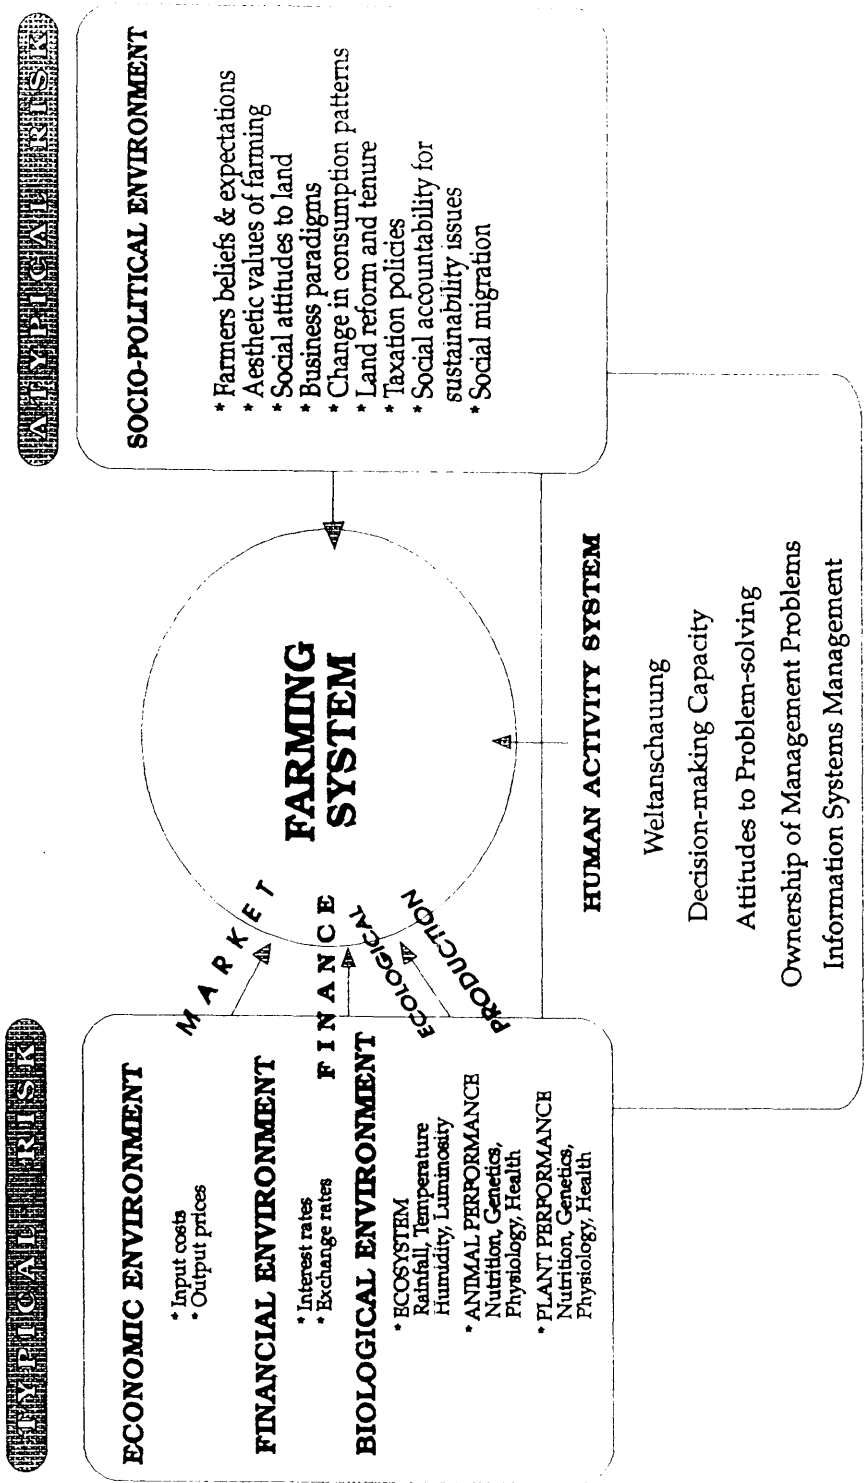 TYPICAL RISK
ECONOMIC ENVIRONMENT
* Input costs
* Output prices
FINANCIAL ENVIRONMENT
* Interest rates
* Exchange rates
BIOLOGICAL ENVIRONMENT
* ECOSYSTEM
Rainfall, Temperature
Humidity, Luminosity
* ANIMAL PERFORMANCE
Nutrition, Genetics,
Physiology, Health
* PLANT PERFORMANCE
Nutrition, Genetics,
Physiology, Health
MARKET
FINANCE
ECOLOGICAL
PRODUCTION
FARMING
SYSTEM
ATYPICAL RISK
SOCIO-POLITICAL ENVIRONMENT
* Farmers beliefs & expectations
* Aesthetic values of farming
* Social attitudes to land
* Business paradigms
* Change in consumption patterns
* Land reform and tenure
* Taxation policies
* Social accountability for
sustainability issues
* Social migration
HUMAN ACTIVITY SYSTEM
Weltanschauung
Decision-making Capacity
Attitudes to Problem-solving
Ownership of Management Problems
Information Systems Management